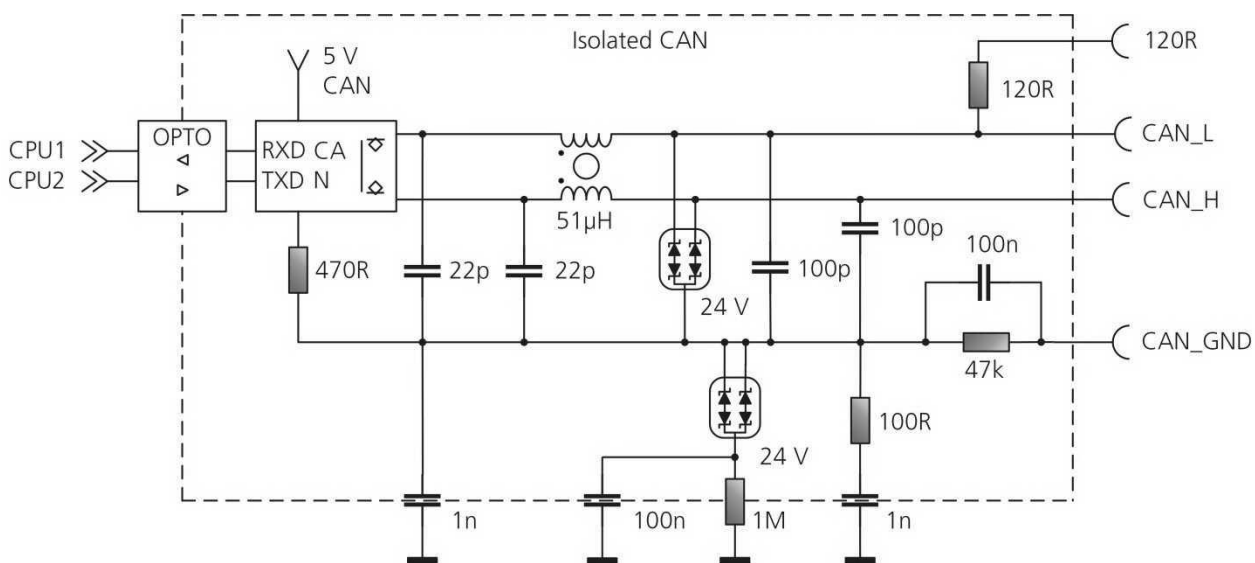 Isolated CAN
5 V
CAN
120R
120R
OPTO
CPU1
CPU2
RXD CA
TXD N
CAN_L
CAN_H
51µH
470R
22p
22p
24 V
100p
100p
100n
47k
CAN_GND
24 V
100R
1n
100n
1M
1n